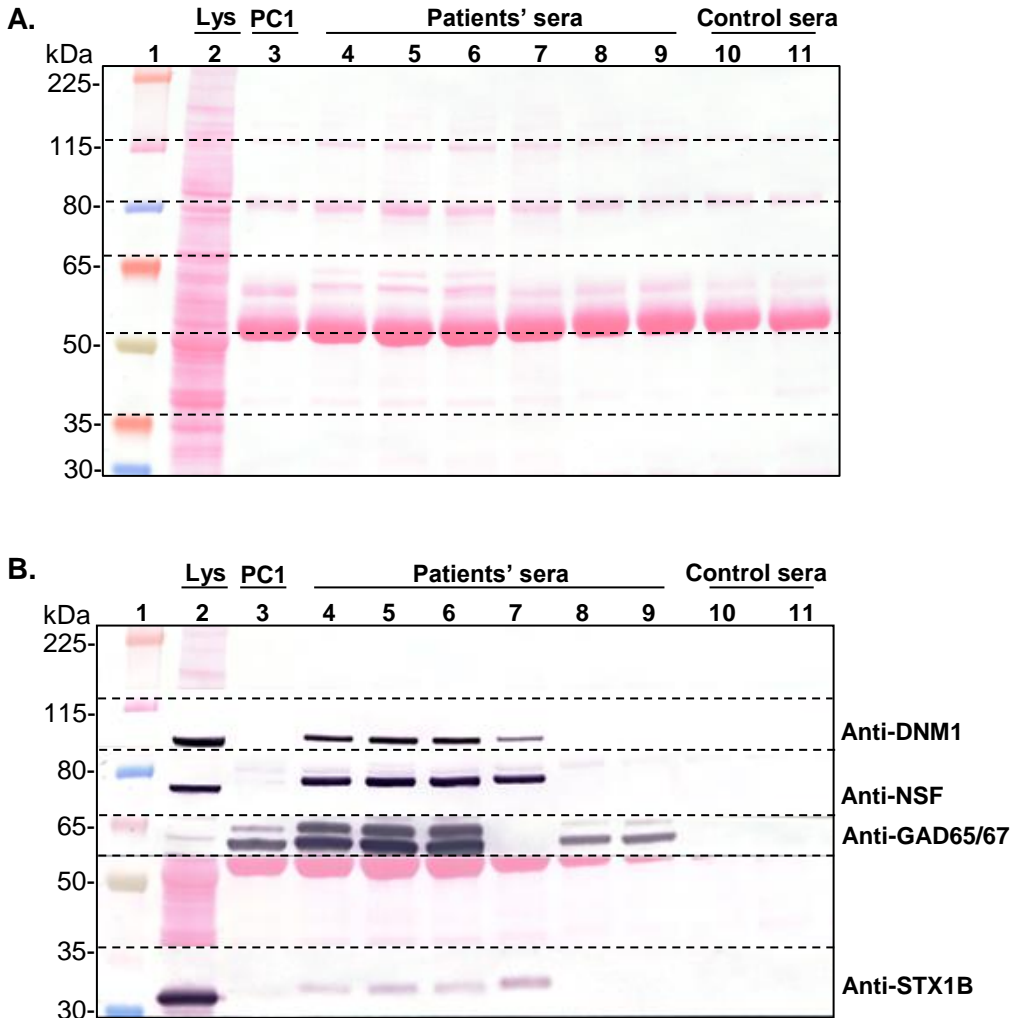 A.
Lys PC1 Patients’ sera Control sera
kDa 1 2 3 4 5 6 7 8 9 10 11
225-
115-
80-
65-
50-
35-
30-
B.
Lys PC1 Patients’ sera Control sera
kDa 1 2 3 4 5 6 7 8 9 10 11
225-
115-
Anti-DNM1
80-
Anti-NSF
65-
Anti-GAD65/67
50-
35-
Anti-STX1B
30-